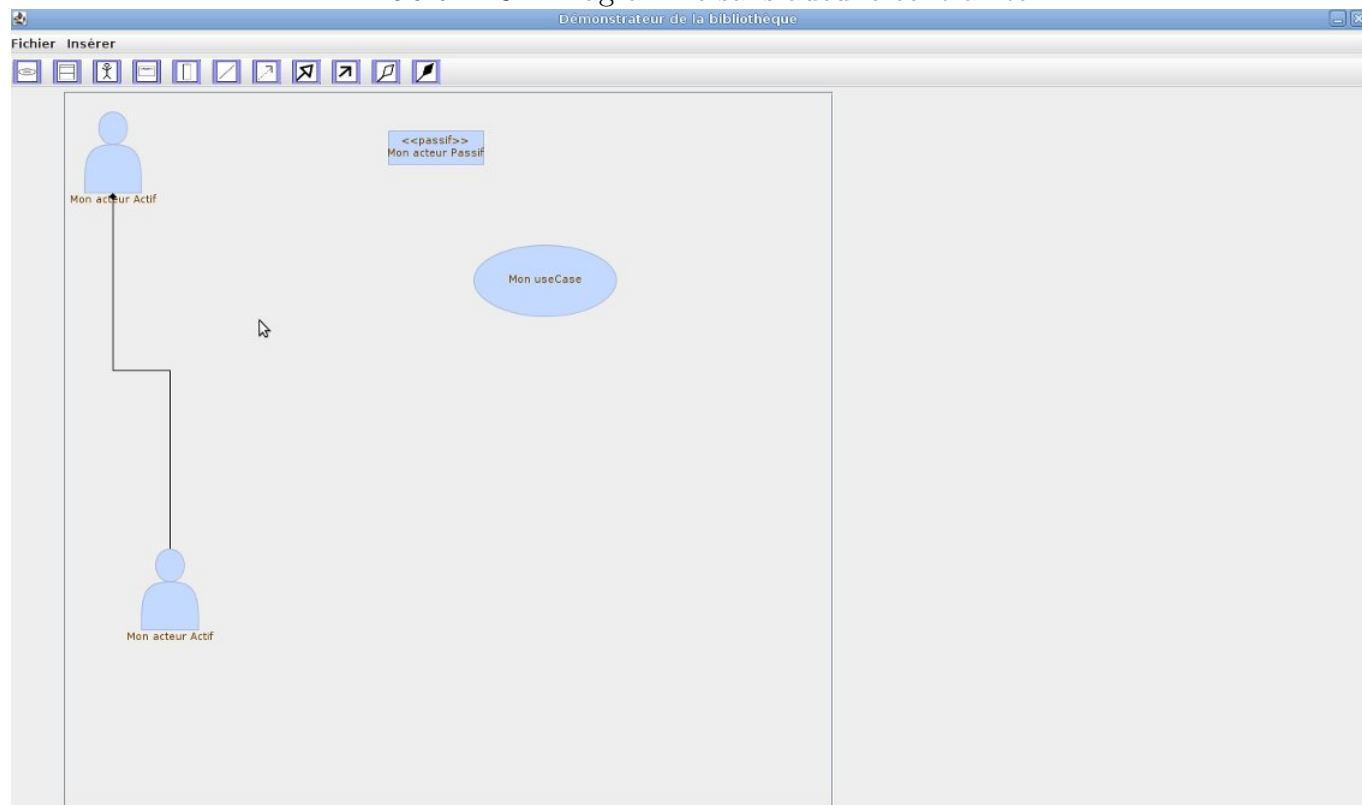 Démonstrateur de la bibliothèque
Fichier Insérer
<<passif>>
Mon acteur Passif
Mon acteur Actif
Mon useCase
Mon acteur Actif